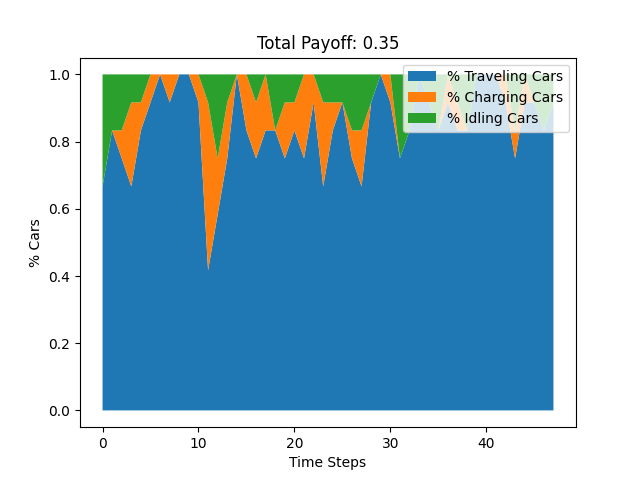 Total Payoff: 0.35
% Traveling Cars
% Charging Cars
% Idling Cars
1.0
0.8
0.6
0.4
0.2
0.0
% Cars
0
10
20
30
40
Time Steps